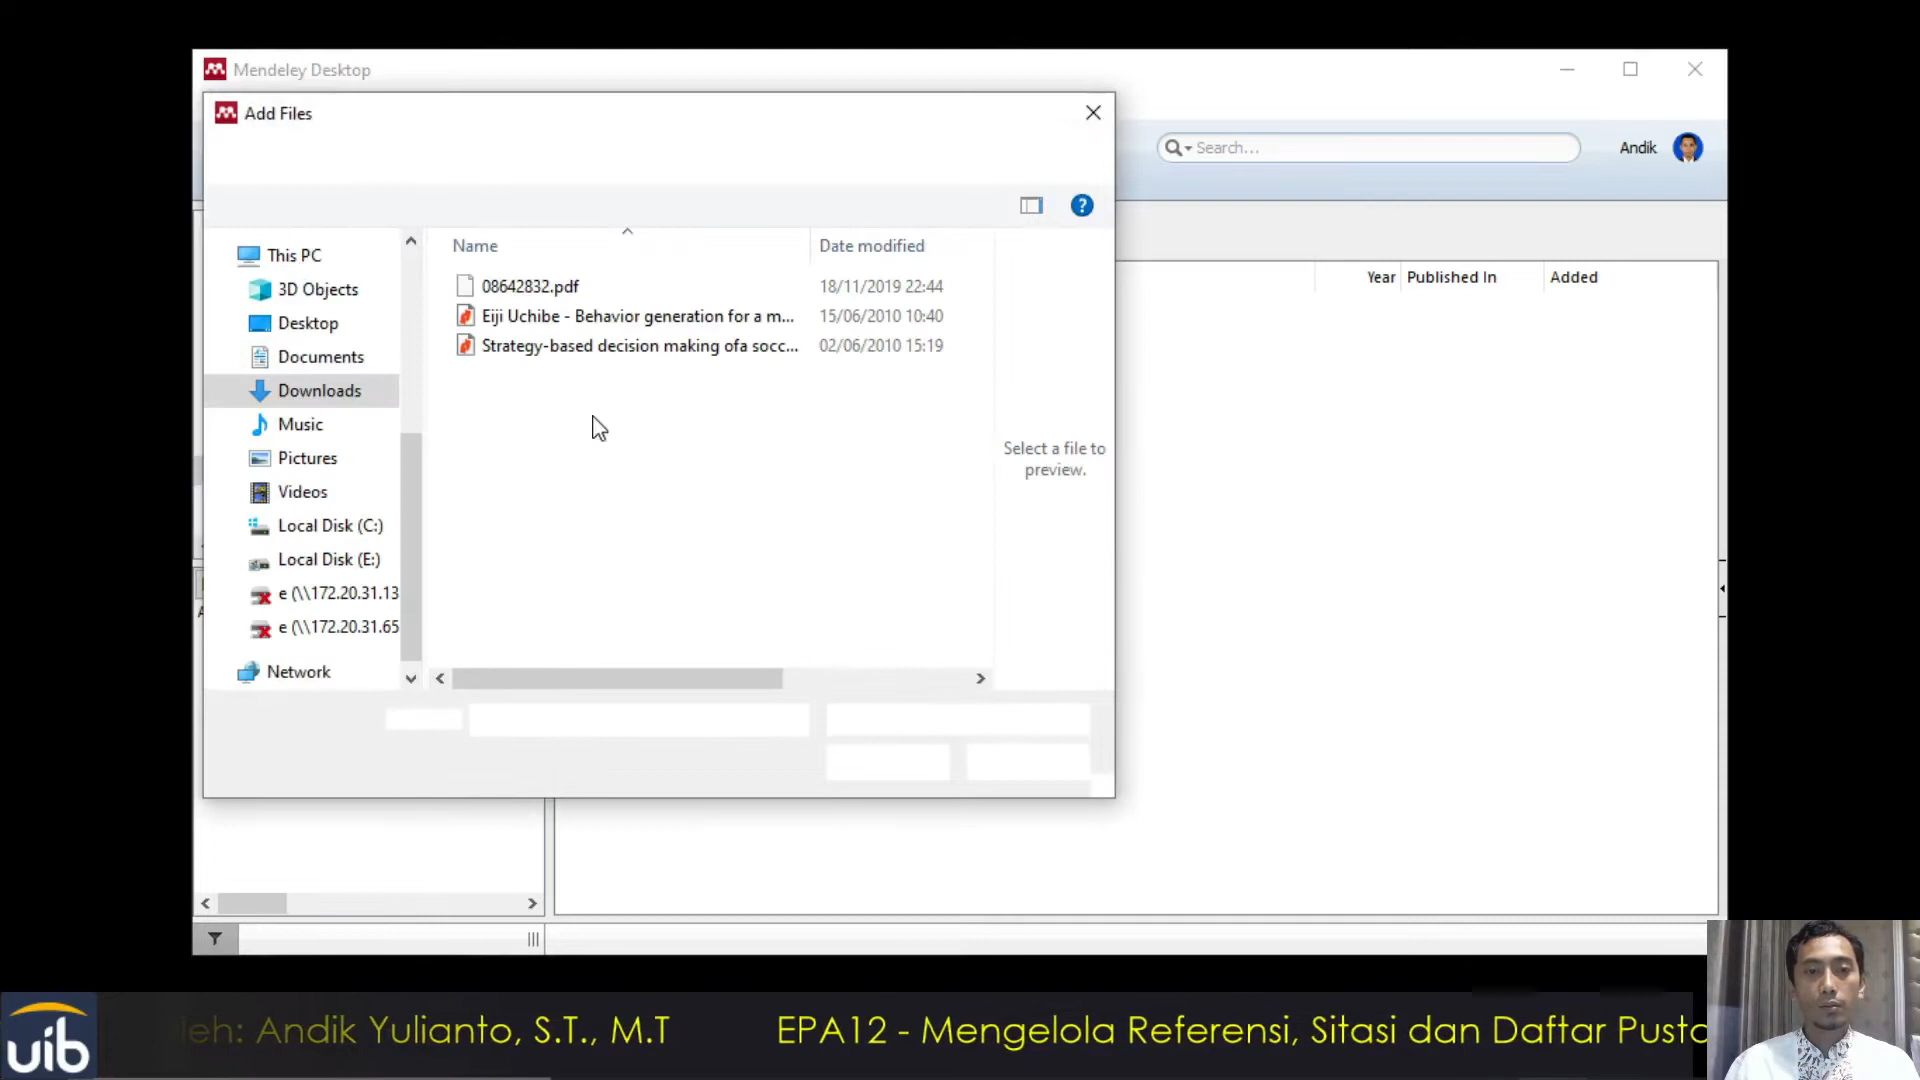 Mendeley Desktop
Add Files
Search...
Andik
?
Name
Date modified
Year
Published In
Added
This PC
3D Objects
Desktop
Documents
Downloads
Music
Pictures
Videos
Local Disk (C:)
Local Disk (E:)
e (\\172.20.31.13
e (\\172.20.31.65
Network
08642832.pdf 18/11/2019 22:44
Eiji Uchibe - Behavior generation for a m... 15/06/2010 10:40
Strategy-based decision making ofa socc... 02/06/2010 15:19
Select a file to
preview.
uib
leh: Andik Yulianto, S.T., M.T EPA12 - Mengelola Referensi, Sitasi dan Daftar Pusta